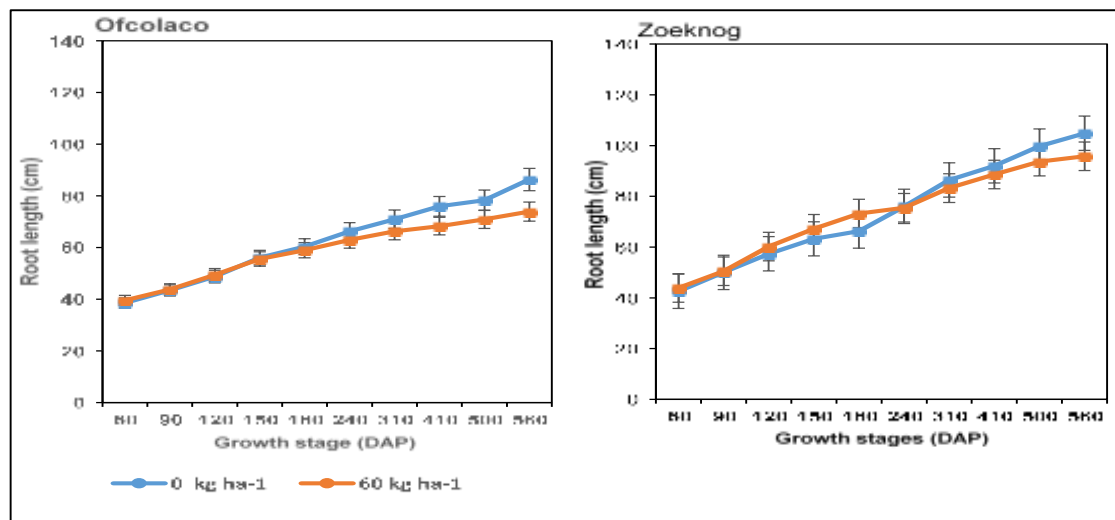 Ofcolaco
140
120
100
80
60
40
20
0
Root length (cm)
60 90 120 150 180 240 310 410 500 560
Growth stage (DAP)
Zoeknog
140
120
100
80
60
40
20
0
Root length (cm)
60 90 120 150 180 240 310 410 500 560
Growth stages (DAP)
0 kg ha-1 60 kg ha-1